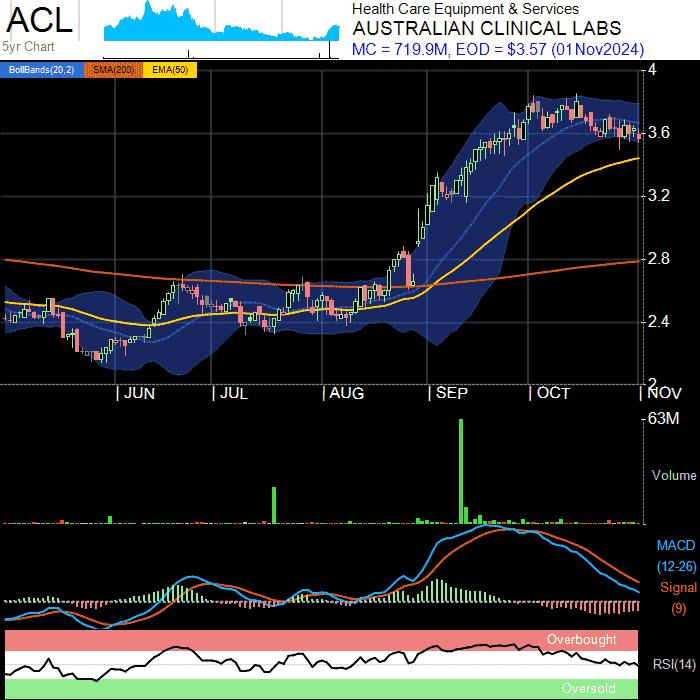 ACL
5yr Chart
Health Care Equipment & Services
AUSTRALIAN CLINICAL LABS
MC = 719.9M, EOD = $3.57 (01Nov2024)
BollBands(20,2) SMA(200) EMA(50)
4
3.6
3.2
2.8
2.4
2
JUN JUL AUG SEP OCT NOV
63M
Volume
MACD
(12-26)
Signal
(9)
Overbought
RSI(14)
Oversold